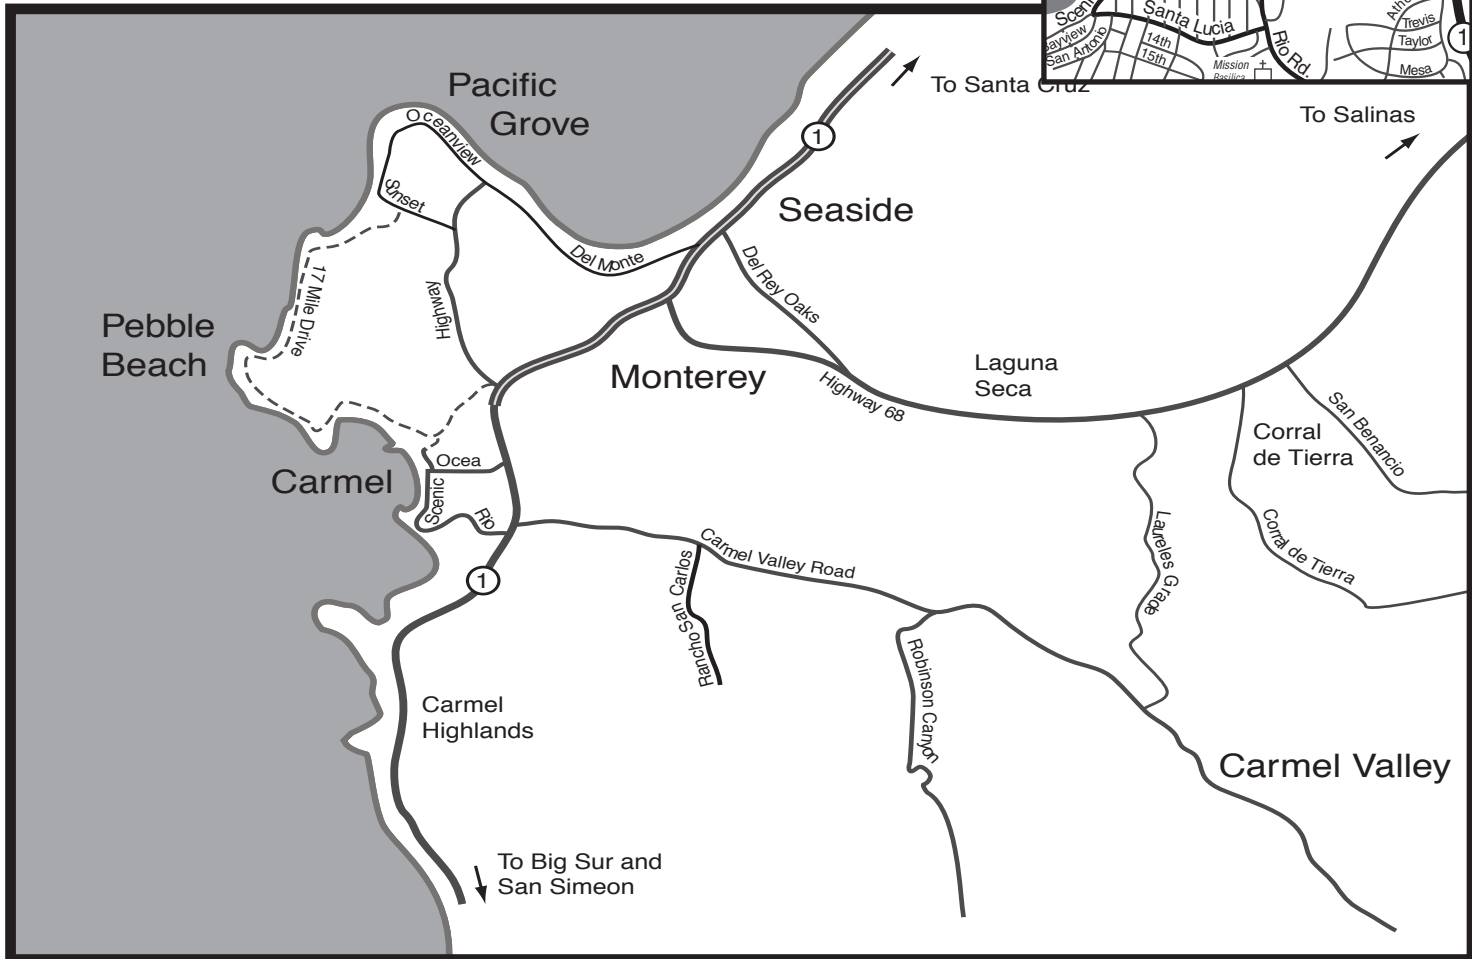 Scenic
Santa Lucia
San Antonio
14th
15th
Mission
Basilica
Rio Rd.
Trevis
Taylor
Mesa
1
To Santa Cruz
To Salinas
Pacific
Grove
Oceanview
Sunset
1
Seaside
Del Monte
Del Rey Oaks
17 Mile Drive
Highway
Pebble
Beach
Monterey
Highway 68
Laguna
Seca
San Benancio
Corral
de Tierra
Carmel
Ocea
Scenic
Rio
Corral de Tierra
Laureles Grade
Carmel Valley Road
Rancho San Carlos
1
Robinson Canyon
Carmel
Highlands
Carmel Valley
To Big Sur and
San Simeon